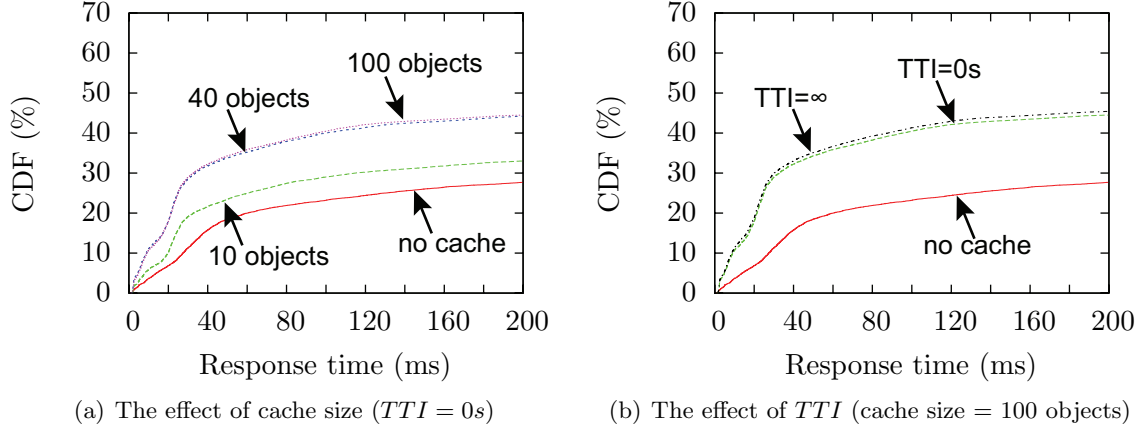 70
60
50
40
30
20
10
0
CDF (%)
100 objects
40 objects
10 objects
no cache
0 40 80 120 160 200
Response time (ms)
(a) The effect of cache size (TTI = 0s)
70
60
50
40
30
20
10
0
CDF (%)
TTI=0s
TTI=∞
no cache
0 40 80 120 160 200
Response time (ms)
(b) The effect of TTI (cache size = 100 objects)